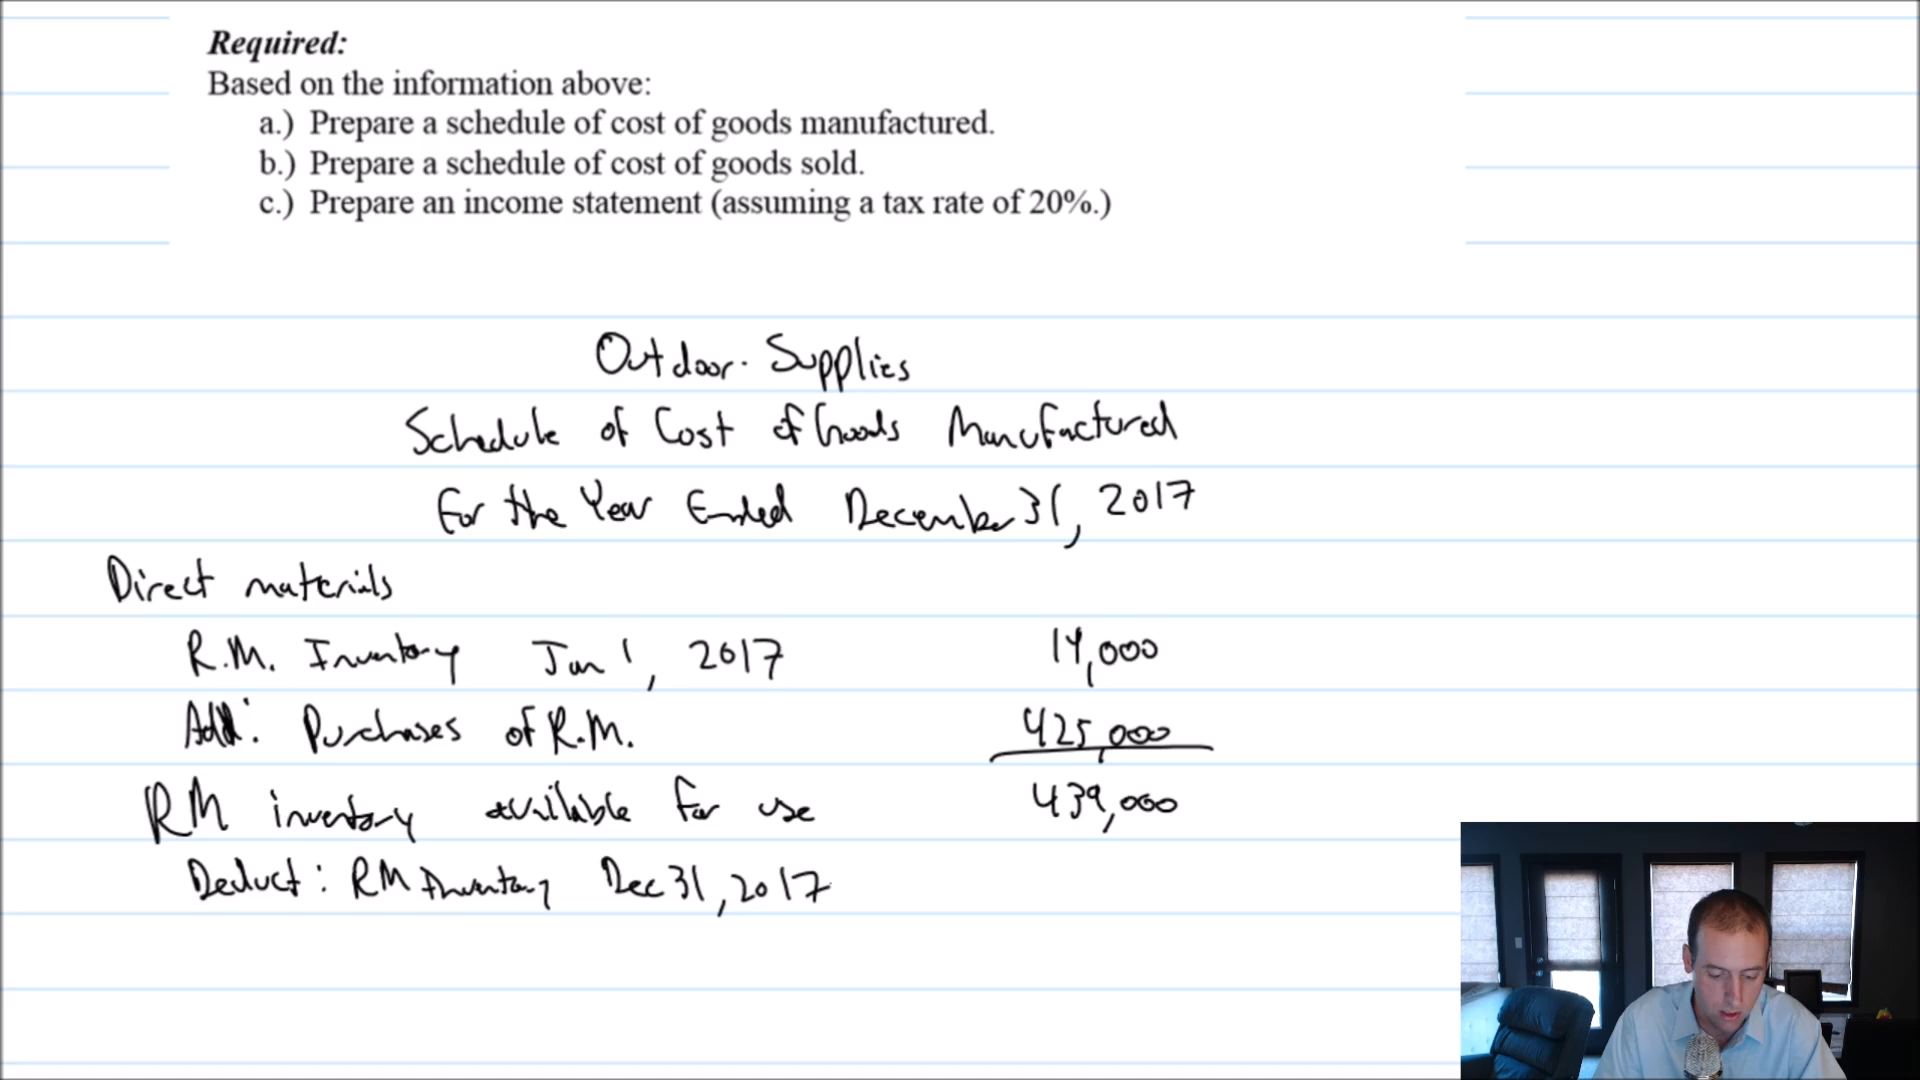 Required:
Based on the information above:
a.) Prepare a schedule of cost of goods manufactured.
b.) Prepare a schedule of cost of goods sold.
c.) Prepare an income statement (assuming a tax rate of 20%.)
Outdoor Supplies
Schedule of Cost of Goods Manufactured
For the Year Ended December 31, 2017
Direct materials
R.M. Inventory Jan 1, 2017 14,000
Add: Purchases of R.M. 425,000
RM inventory available for use 439,000
Deduct: RM Inventory Dec 31, 2017